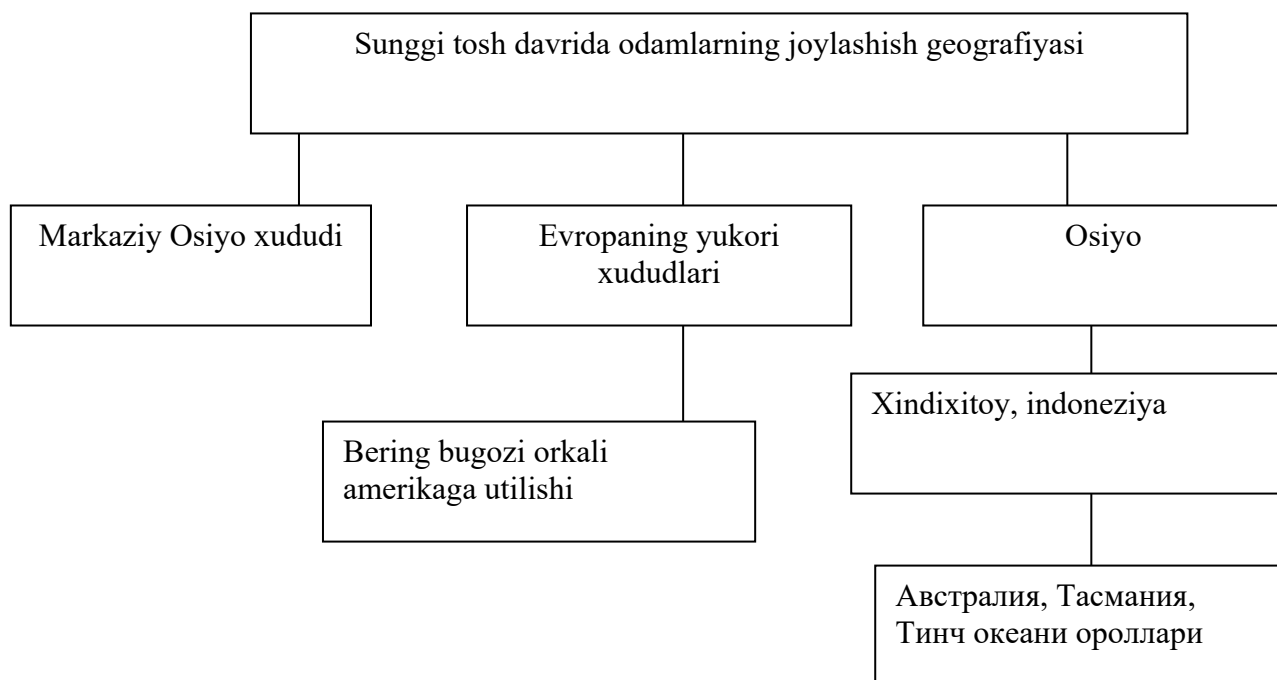 Sunggi tosh davrida odamlarning joylashish geografiyasi
Markaziy Osiyo xududi
Evropaning yukori
xududlari
Osiyo
Xindixitoy, indoneziya
Bering bugozi orkali
amerikaga utilishi
Австралия, Тасмания,
Тинч океани ороллари